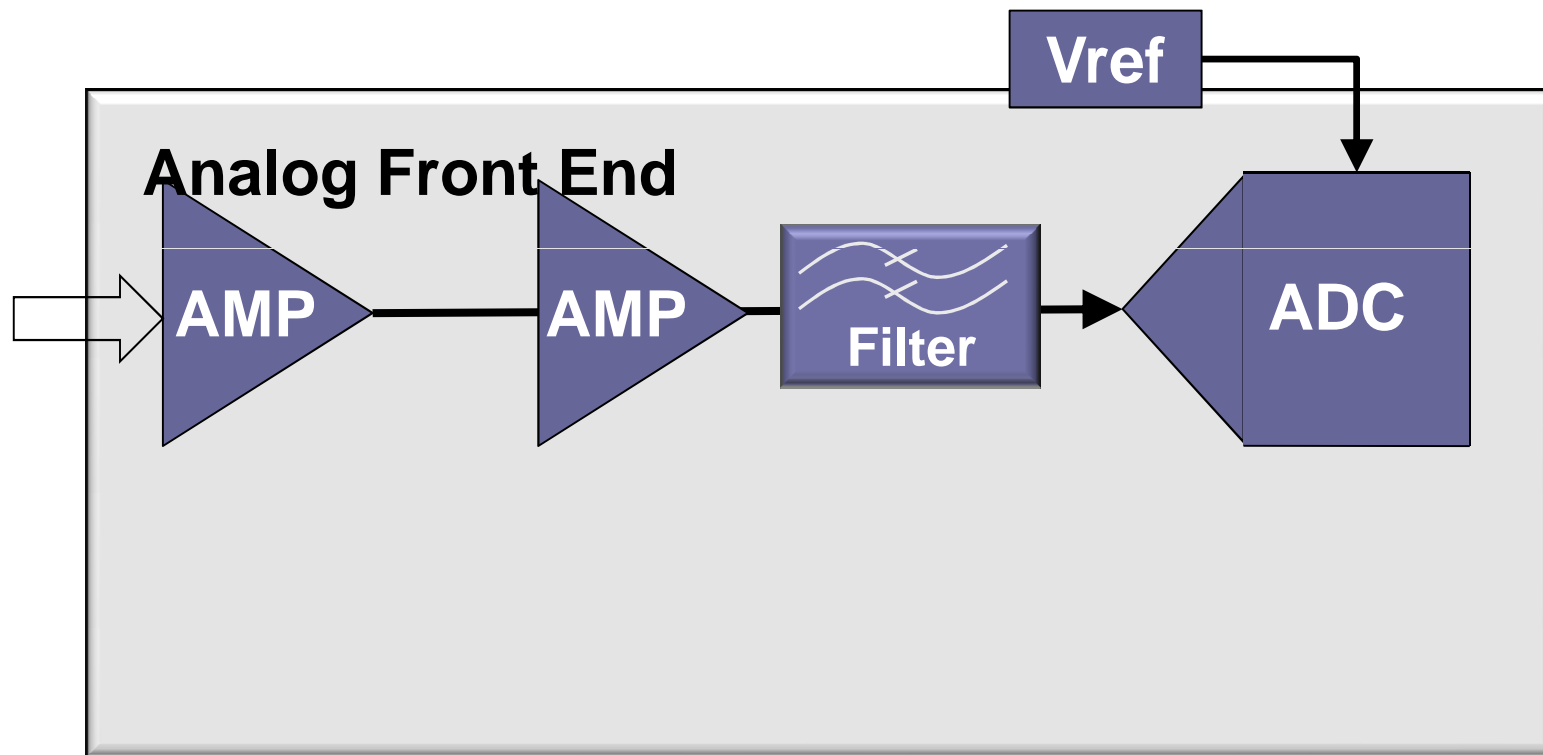 Vref
Analog Front End
AMP
AMP
Filter
ADC